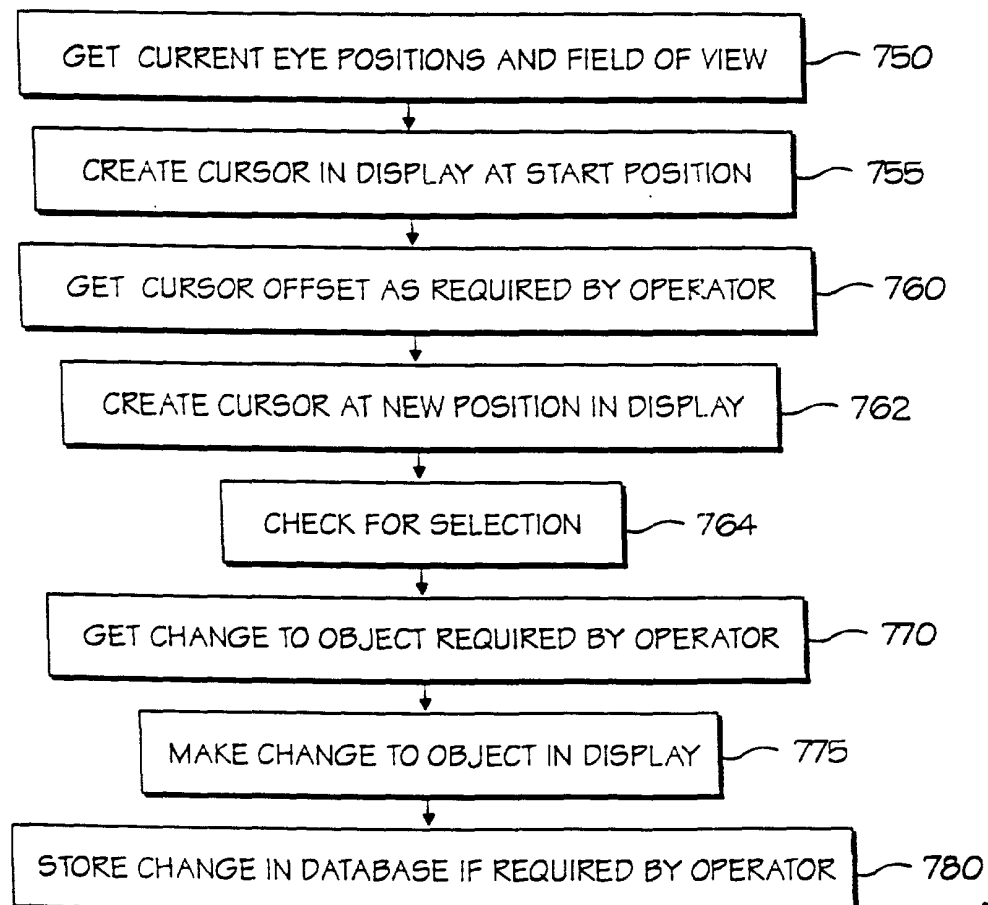 GET CURRENT EYE POSITIONS AND FIELD OF VIEW 750
CREATE CURSOR IN DISPLAY AT START POSITION 755
GET CURSOR OFFSET AS REQUIRED BY OPERATOR 760
CREATE CURSOR AT NEW POSITION IN DISPLAY 762
CHECK FOR SELECTION 764
GET CHANGE TO OBJECT REQUIRED BY OPERATOR 770
MAKE CHANGE TO OBJECT IN DISPLAY 775
STORE CHANGE IN DATABASE IF REQUIRED BY OPERATOR 780